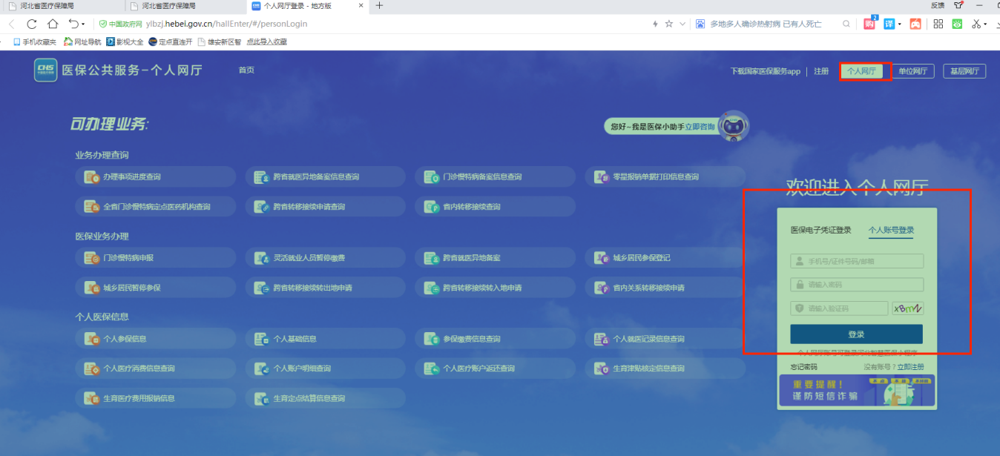 河北省医疗保障局
河北省医疗保障局
个人网厅登录 - 地方版
反馈
中国政府网 ylbzj.hebei.gov.cn/hallEnter/#/personLogin
多地多人确诊热射病 已有人死亡
购
2
译
手机收藏夹
网址导航
影视大全
定点直连开
雄安新区智
点此导入收藏
CHS
医保公共服务-个人网厅
首页
下载国家医保服务app
注册
个人网厅
单位网厅
基层网厅
可办理业务:
您好~我是医保小助手立即咨询
业务办理查询
办理事项进度查询
跨省就医异地备案信息查询
门诊慢特病备案信息查询
零星报销单据打印信息查询
全省门诊慢特病定点医药机构查询
跨省转移接续申请查询
省内转移接续查询
医保业务办理
门诊慢特病申报
灵活就业人员暂停缴费
跨省就医异地备案
城乡居民参保登记
城乡居民暂停参保
跨省转移接续转出地申请
跨省转移接续转入地申请
省内关系转移接续申请
个人医保信息
个人参保信息
个人基础信息
参保缴费信息查询
个人就医记录信息查询
个人医疗消费信息查询
个人账户明细查询
个人医疗账户返还查询
生育津贴核定信息查询
生育医疗费用报销信息
生育定点结算信息查询
欢迎进入个人网厅
医保电子凭证登录
个人账号登录
手机号/证件号码/邮箱
请输入密码
请输入验证码
xBmN
登录
个人网厅账号可登录河北智慧医保小程序
忘记密码
没有账号？立即注册
重要提醒！
谨防短信诈骗